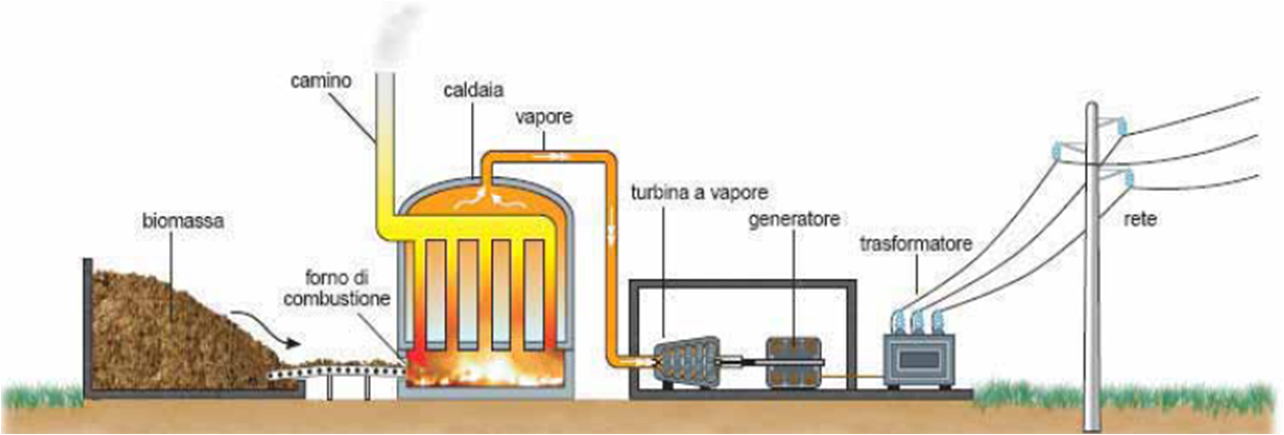 camino
caldaia
vapore
turbina a vapore
biomassa
generatore
rete
trasformatore
forno di
combustione